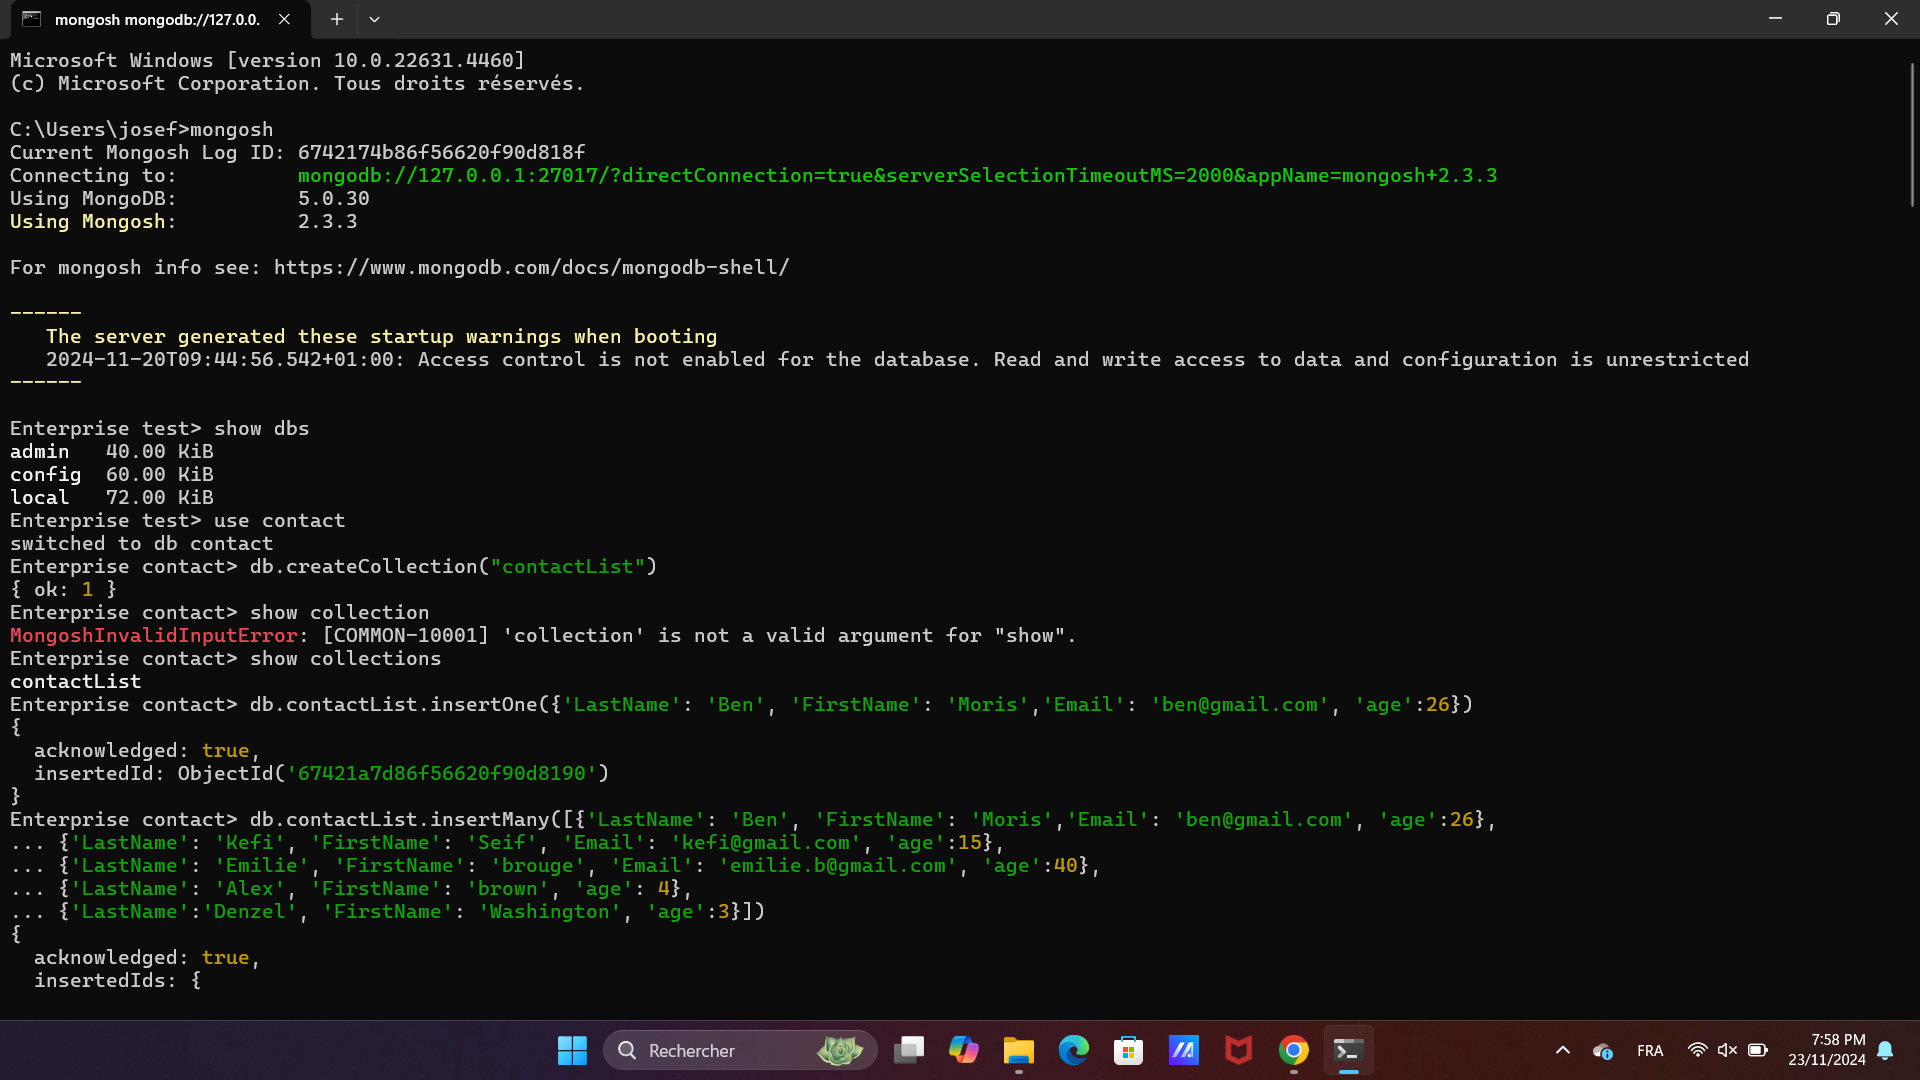 mongosh mongodb://127.0.0.
Microsoft Windows [version 10.0.22631.4460]
(c) Microsoft Corporation. Tous droits réservés.
C:\Users\josef>mongosh
Current Mongosh Log ID: 6742174b86f56620f90d818f
Connecting to:          mongodb://127.0.0.1:27017/?directConnection=true&serverSelectionTimeoutMS=2000&appName=mongosh+2.3.3
Using MongoDB:          5.0.30
Using Mongosh:          2.3.3
For mongosh info see: https://www.mongodb.com/docs/mongodb-shell/
------
   The server generated these startup warnings when booting
   2024-11-20T09:44:56.542+01:00: Access control is not enabled for the database. Read and write access to data and configuration is unrestricted
------
Enterprise test> show dbs
admin   40.00 KiB
config  60.00 KiB
local   72.00 KiB
Enterprise test> use contact
switched to db contact
Enterprise contact> db.createCollection("contactList")
{ ok: 1 }
Enterprise contact> show collection
MongoshInvalidInputError: [COMMON-10001] 'collection' is not a valid argument for "show".
Enterprise contact> show collections
contactList
Enterprise contact> db.contactList.insertOne({'LastName': 'Ben', 'FirstName': 'Moris','Email': 'ben@gmail.com', 'age':26})
{
  acknowledged: true,
  insertedId: ObjectId('67421a7d86f56620f90d8190')
}
Enterprise contact> db.contactList.insertMany([{'LastName': 'Ben', 'FirstName': 'Moris','Email': 'ben@gmail.com', 'age':26},
... {'LastName': 'Kefi', 'FirstName': 'Seif', 'Email': 'kefi@gmail.com', 'age':15},
... {'LastName': 'Emilie', 'FirstName': 'brouge', 'Email': 'emilie.b@gmail.com', 'age':40},
... {'LastName': 'Alex', 'FirstName': 'brown', 'age': 4},
... {'LastName':'Denzel', 'FirstName': 'Washington', 'age':3}])
{
  acknowledged: true,
  insertedIds: {
Rechercher
FRA
7:58 PM
23/11/2024